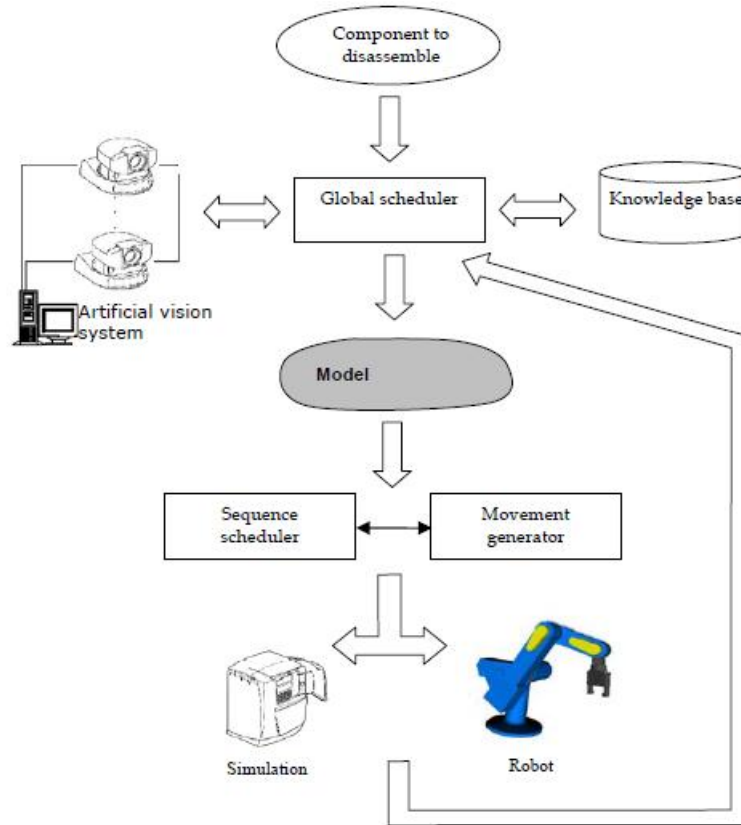 Component to
disassemble
Global scheduler
Knowledge base
Artificial vision
system
Model
Sequence
scheduler
Movement
generator
Simulation
Robot